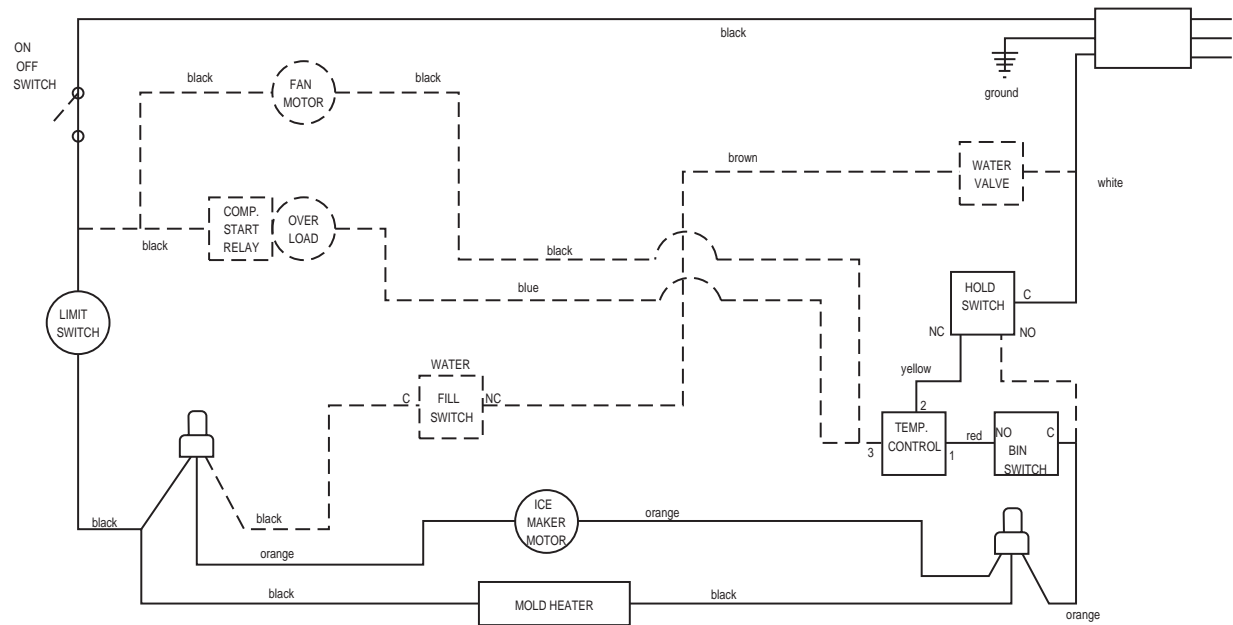 black
ON
OFF
SWITCH
ground
black
FAN
MOTOR
black
brown
WATER
VALVE
white
COMP.
START
RELAY
OVER
LOAD
black
black
blue
HOLD
SWITCH
C
NC
NO
LIMIT
SWITCH
yellow
WATER
C
FILL
SWITCH
NC
2
TEMP.
CONTROL
3
1
red
NO
C
BIN
SWITCH
black
black
ICE
MAKER
MOTOR
orange
orange
black
MOLD HEATER
black
orange